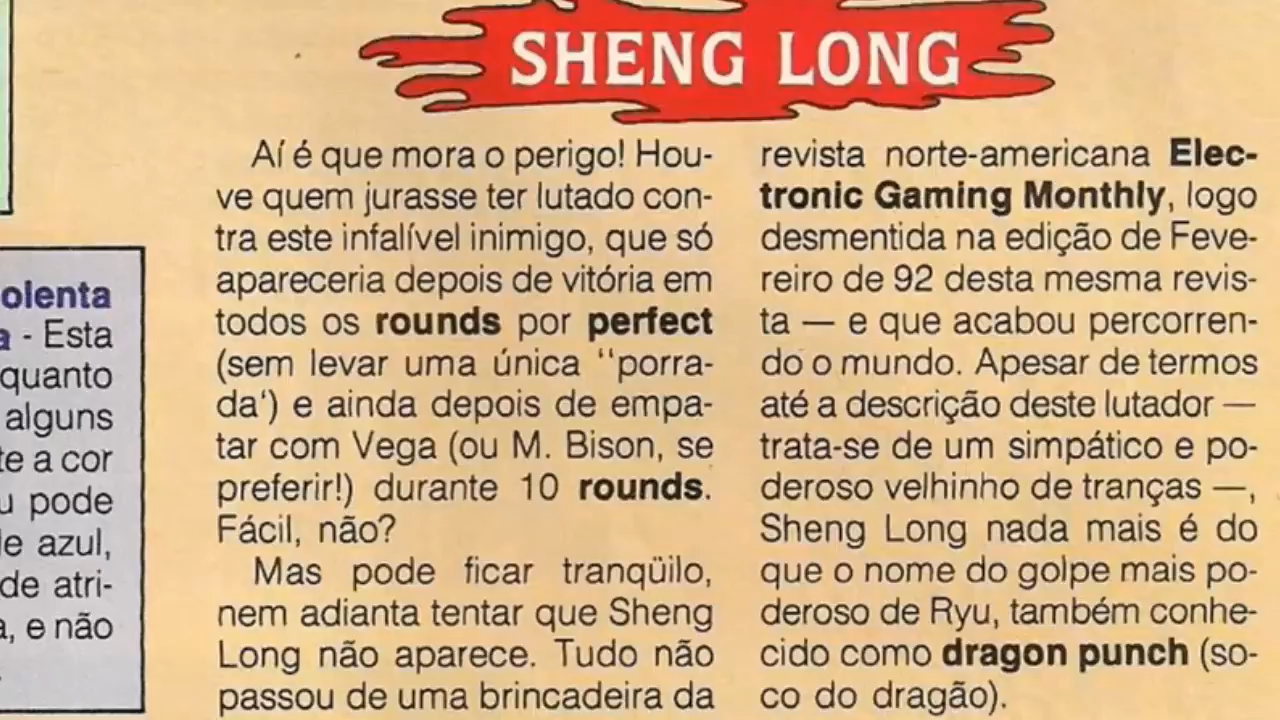 SHENG LONG
olenta
- Esta
quanto
alguns
te a cor
u pode
le azul,
de atri-
a, e não
Aí é que mora o perigo! Hou-
ve quem jurasse ter lutado con-
tra este infalível inimigo, que só
apareceria depois de vitória em
todos os rounds por perfect
(sem levar uma única "porra-
da') e ainda depois de empa-
tar com Vega (ou M. Bison, se
preferir!) durante 10 rounds.
Fácil, não?
Mas pode ficar tranqüilo,
nem adianta tentar que Sheng
Long não aparece. Tudo não
passou de uma brincadeira da
revista norte-americana Elec-
tronic Gaming Monthly, logo
desmentida na edição de Feve-
reiro de 92 desta mesma revis-
ta — e que acabou percorren-
do o mundo. Apesar de termos
até a descrição deste lutador —
trata-se de um simpático e po-
deroso velhinho de tranças —,
Sheng Long nada mais é do
que o nome do golpe mais po-
deroso de Ryu, também conhe-
cido como dragon punch (so-
co do dragão).